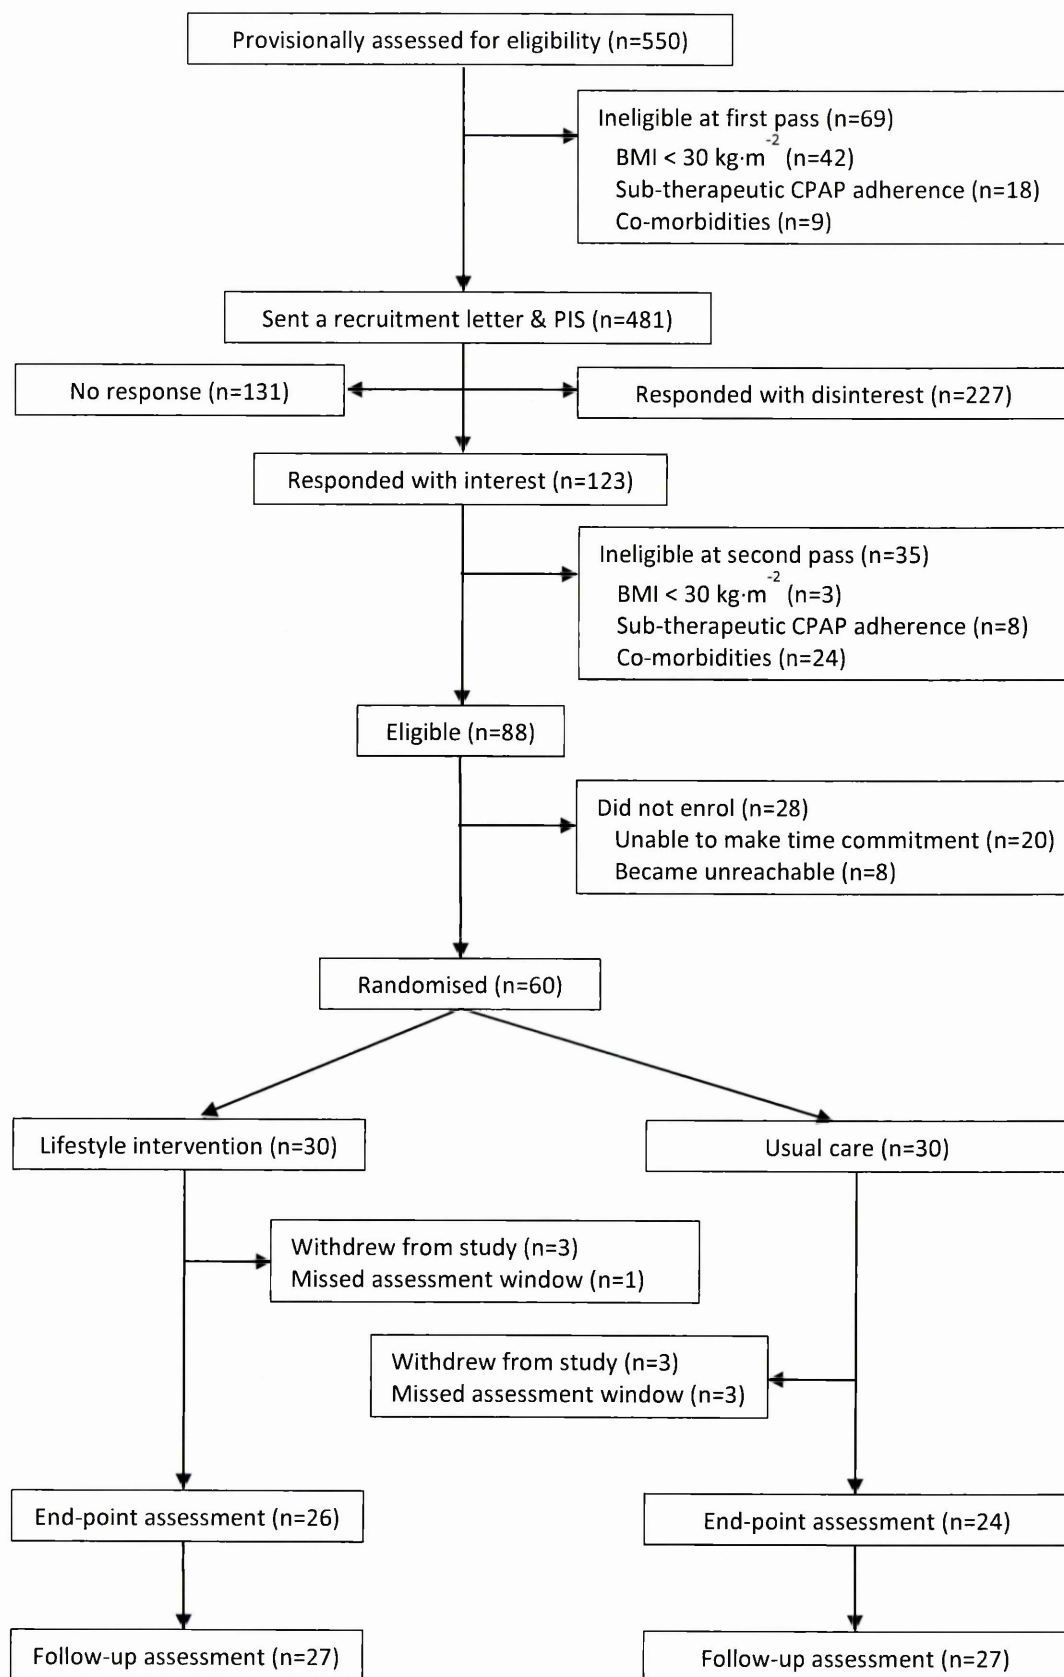 Provisionally assessed for eligibility (n=550)
Ineligible at first pass (n=69)
BMI < 30 kg·m⁻² (n=42)
Sub-therapeutic CPAP adherence (n=18)
Co-morbidities (n=9)
Sent a recruitment letter & PIS (n=481)
No response (n=131)
Responded with disinterest (n=227)
Responded with interest (n=123)
Ineligible at second pass (n=35)
BMI < 30 kg·m⁻² (n=3)
Sub-therapeutic CPAP adherence (n=8)
Co-morbidities (n=24)
Eligible (n=88)
Did not enrol (n=28)
Unable to make time commitment (n=20)
Became unreachable (n=8)
Randomised (n=60)
Lifestyle intervention (n=30)
Usual care (n=30)
Withdrew from study (n=3)
Missed assessment window (n=1)
Withdrew from study (n=3)
Missed assessment window (n=3)
End-point assessment (n=26)
End-point assessment (n=24)
Follow-up assessment (n=27)
Follow-up assessment (n=27)